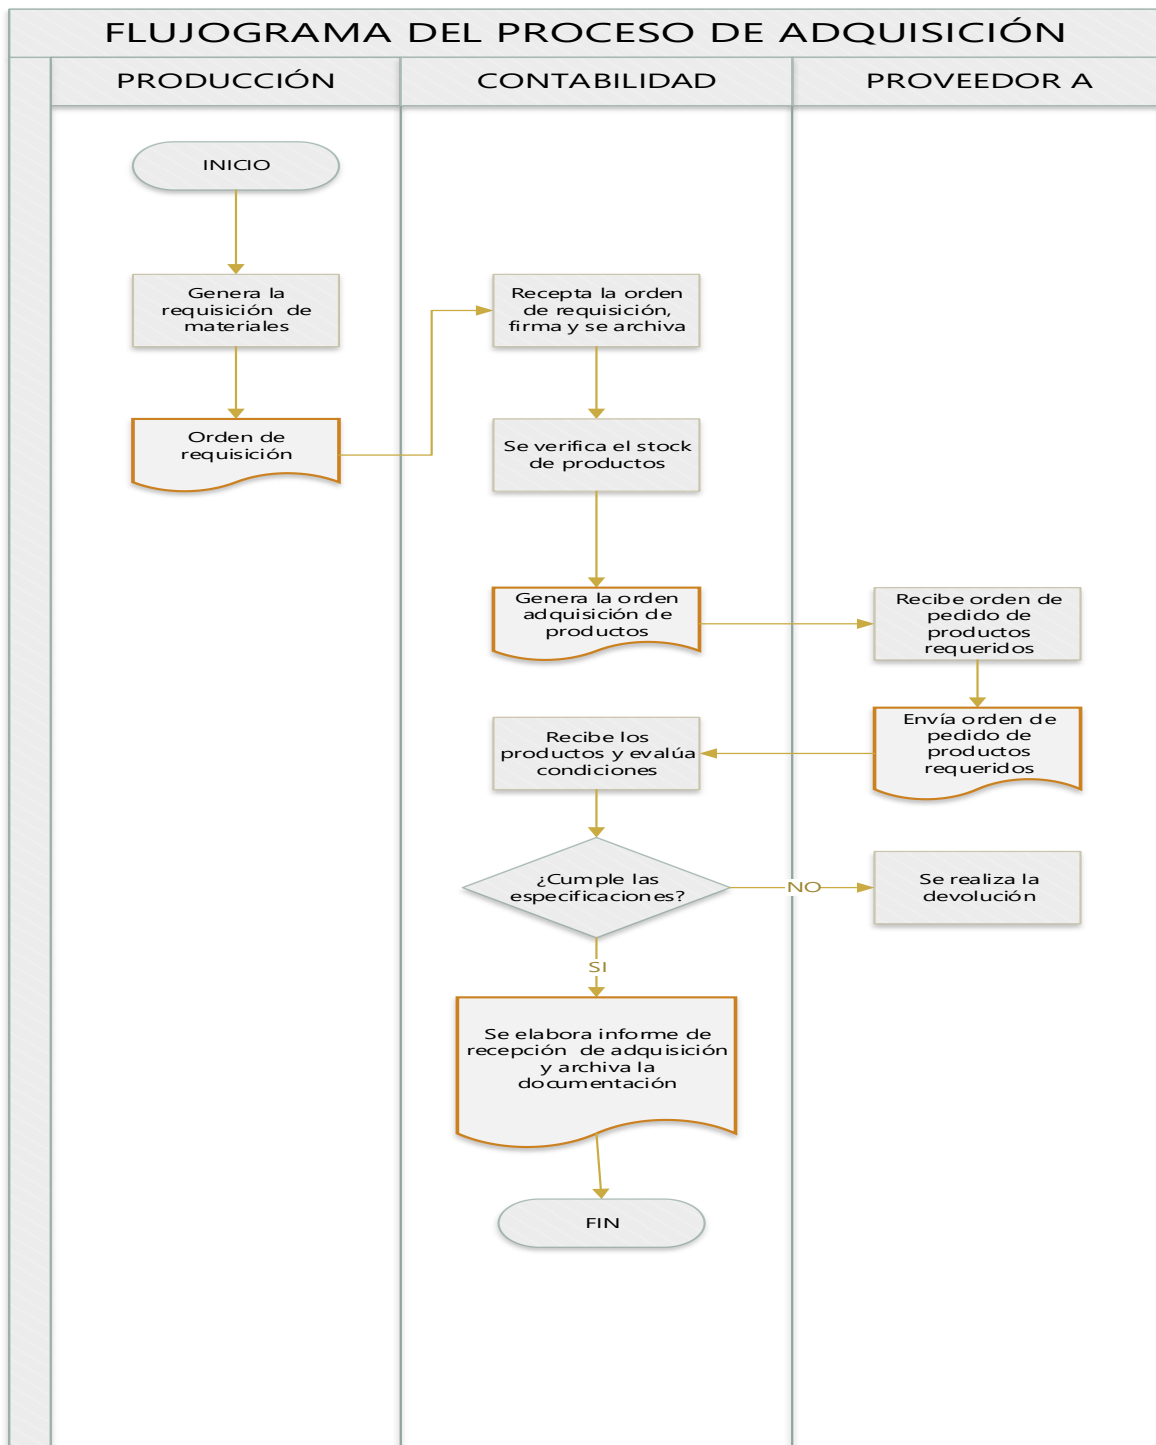 FLUJOGRAMA DEL PROCESO DE ADQUISICIÓN
PRODUCCIÓN
CONTABILIDAD
PROVEEDOR A
INICIO
Genera la
requisición de
materiales
Orden de
requisición
Recepta la orden
de requisición,
firma y se archiva
Se verifica el stock
de productos
Genera la orden
adquisición de
productos
Recibe orden de
pedido de
productos
requeridos
Envía orden de
pedido de
productos
requeridos
Recibe los
productos y evalúa
condiciones
¿Cumple las
especificaciones?
NO
Se realiza la
devolución
SI
Se elabora informe de
recepción de adquisición
y archiva la
documentación
FIN